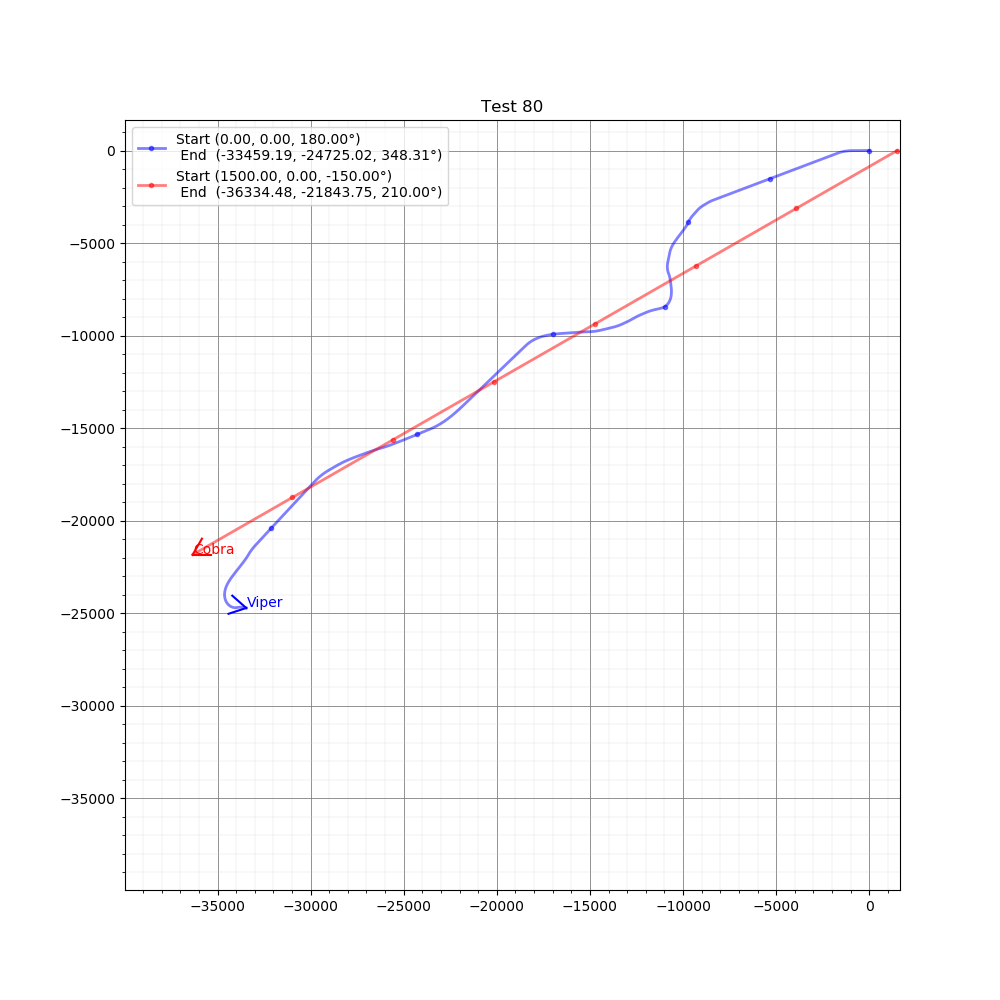 Test 80
Start (0.00, 0.00, 180.00°)
End  (-33459.19, -24725.02, 348.31°)
Start (1500.00, 0.00, -150.00°)
End  (-36334.48, -21843.75, 210.00°)
0
−5000
−10000
−15000
−20000
−25000
−30000
−35000
Cobra
Viper
−35000 −30000 −25000 −20000 −15000 −10000 −5000 0